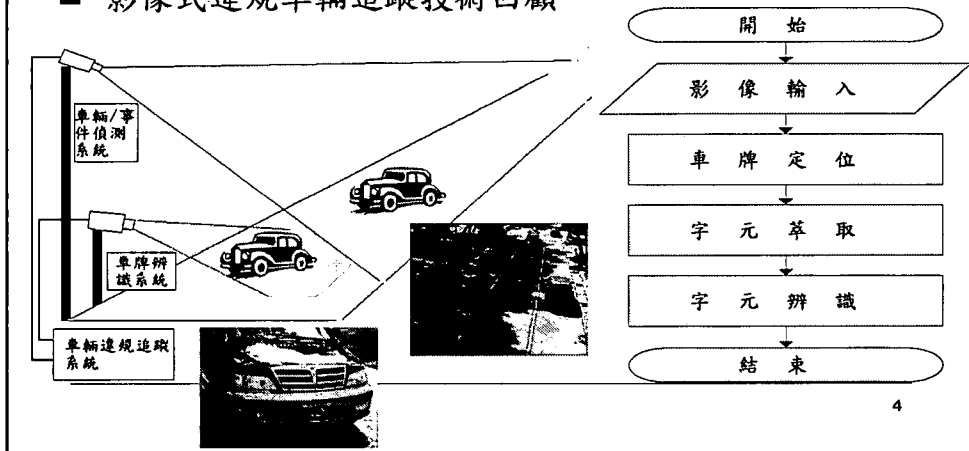 ■ 影像式違規車輛追蹤技術回顧
車輛/事
件偵測
系統
車牌辨
識系統
車輛違規追蹤
系統
開始
影像輸入
車牌定位
字元萃取
字元辨識
結束
4